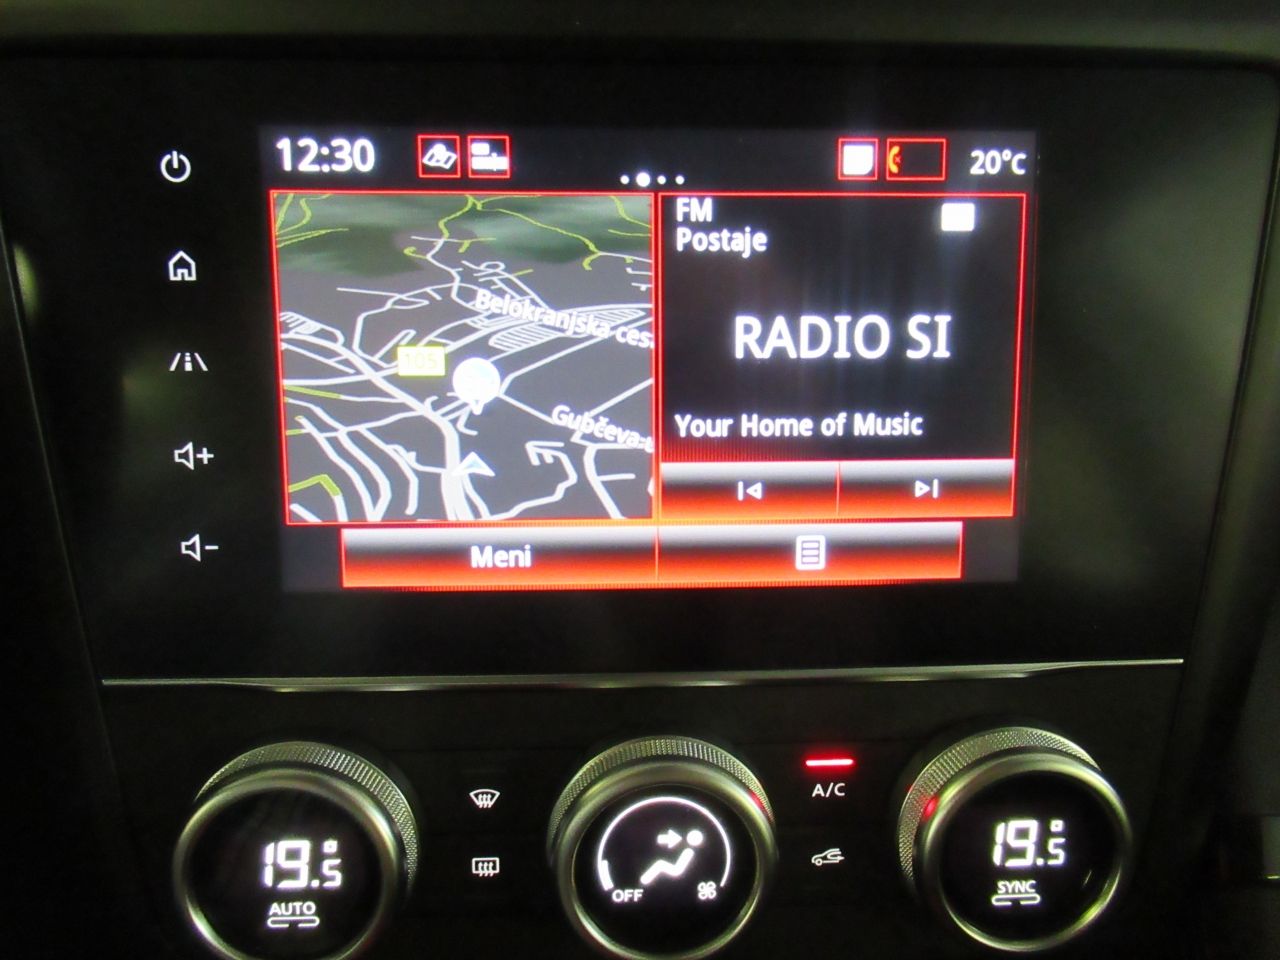 12:30
20°C
FM
Postaje
RADIO SI
Your Home of Music
Belokranjska ces
105
Gubčeva
Meni
A/C
19.5
AUTO
OFF
19.5
SYNC